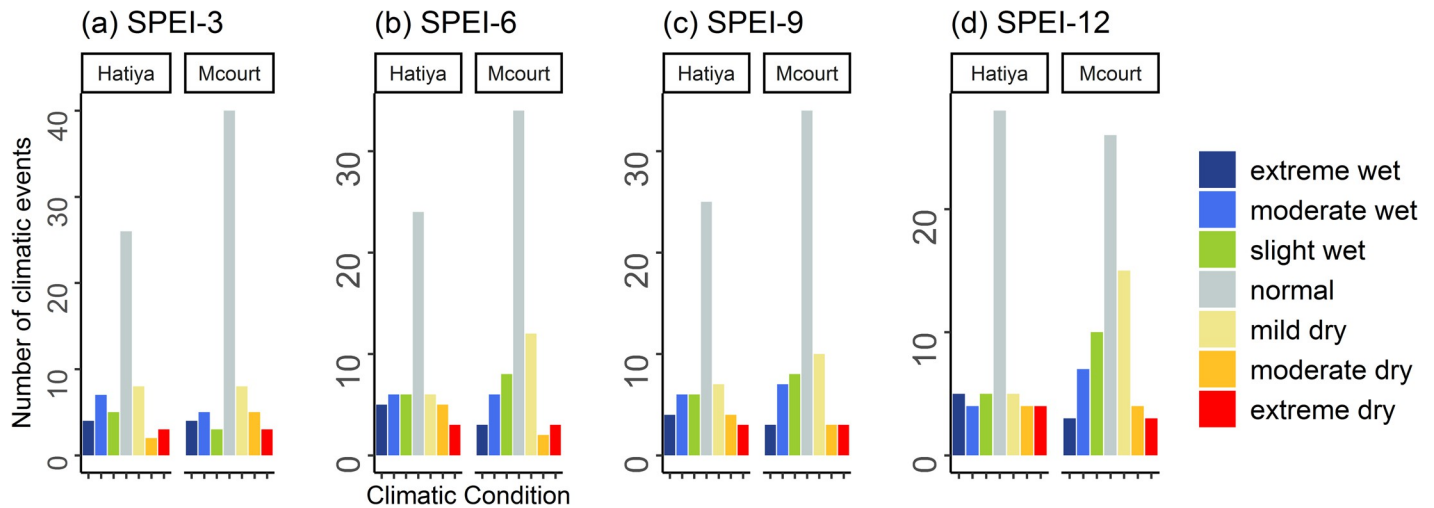 (a) SPEI-3
(b) SPEI-6
(c) SPEI-9
(d) SPEI-12
Hatiya
Mcourt
Hatiya
Mcourt
Hatiya
Mcourt
Hatiya
Mcourt
Number of climatic events
40
30
20
10
0
30
20
10
0
30
20
10
0
20
10
0
Climatic Condition
extreme wet
moderate wet
slight wet
normal
mild dry
moderate dry
extreme dry